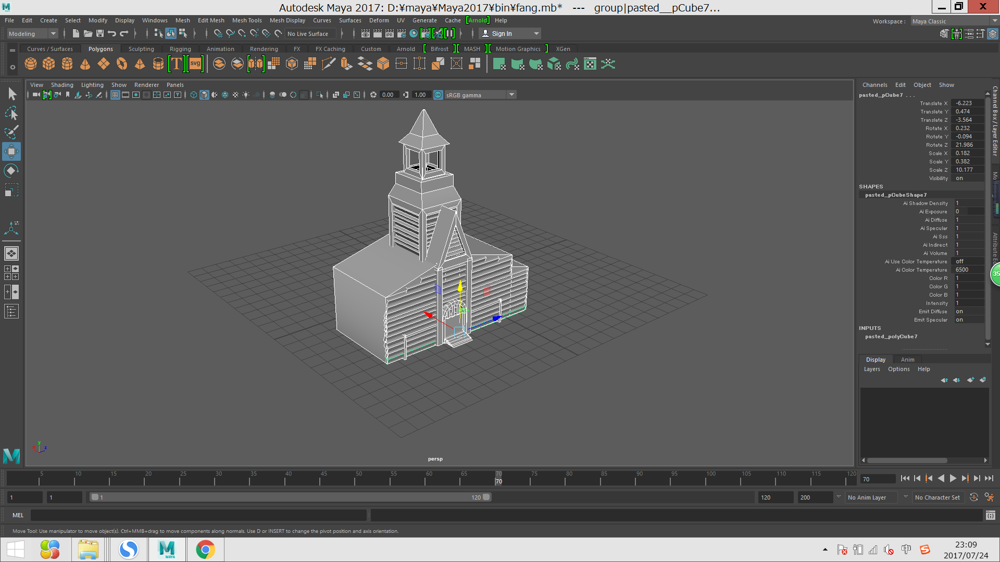 Autodesk Maya 2017: D:¥maya¥Maya2017¥bin¥fang.mb* --- group|pasted__pCube7...
File Edit Create Select Modify Display Windows Mesh Edit Mesh Mesh Tools Mesh Display Curves Surfaces Deform UV Generate Cache [Arnold] Help
Workspace : Maya Classic
Modeling No Live Surface IPR Sign In
Curves / Surfaces Polygons Sculpting Rigging Animation Rendering FX FX Caching Custom Arnold Bifrost MASH Motion Graphics XGen
T svg
View Shading Lighting Show Renderer Panels
0.00 1.00 ON sRGB gamma
persp
y
x z
Channels Edit Object Show
pasted__pCube7 . . .
Translate X -6.223
Translate Y 0.474
Translate Z -3.564
Rotate X 0.232
Rotate Y -0.094
Rotate Z 21.986
Scale X 0.182
Scale Y 0.382
Scale Z 10.177
Visibility on
SHAPES
pasted__pCubeShape7
Ai Shadow Density 1
Ai Exposure 0
Ai Diffuse 1
Ai Specular 1
Ai Sss 1
Ai Indirect 1
Ai Volume 1
Ai Use Color Temperature off
Ai Color Temperature 6500
Color R 1
Color G 1
Color B 1
Intensity 1
Emit Diffuse on
Emit Specular on
INPUTS
pasted__polyCube7
Channel Box / Layer Editor
Attribute E
35
Display Anim
Layers Options Help
5 10 15 20 25 30 35 40 45 50 55 60 65 70 75 80 85 90 95 100 105 110 115 120
70
70
1 1 1 120 120 200 No Anim Layer No Character Set
MEL
Move Tool: Use manipulator to move object(s). Ctrl+MMB+drag to move components along normals. Use D or INSERT to change the pivot position and axis orientation.
MAYA
中
23:09
2017/07/24